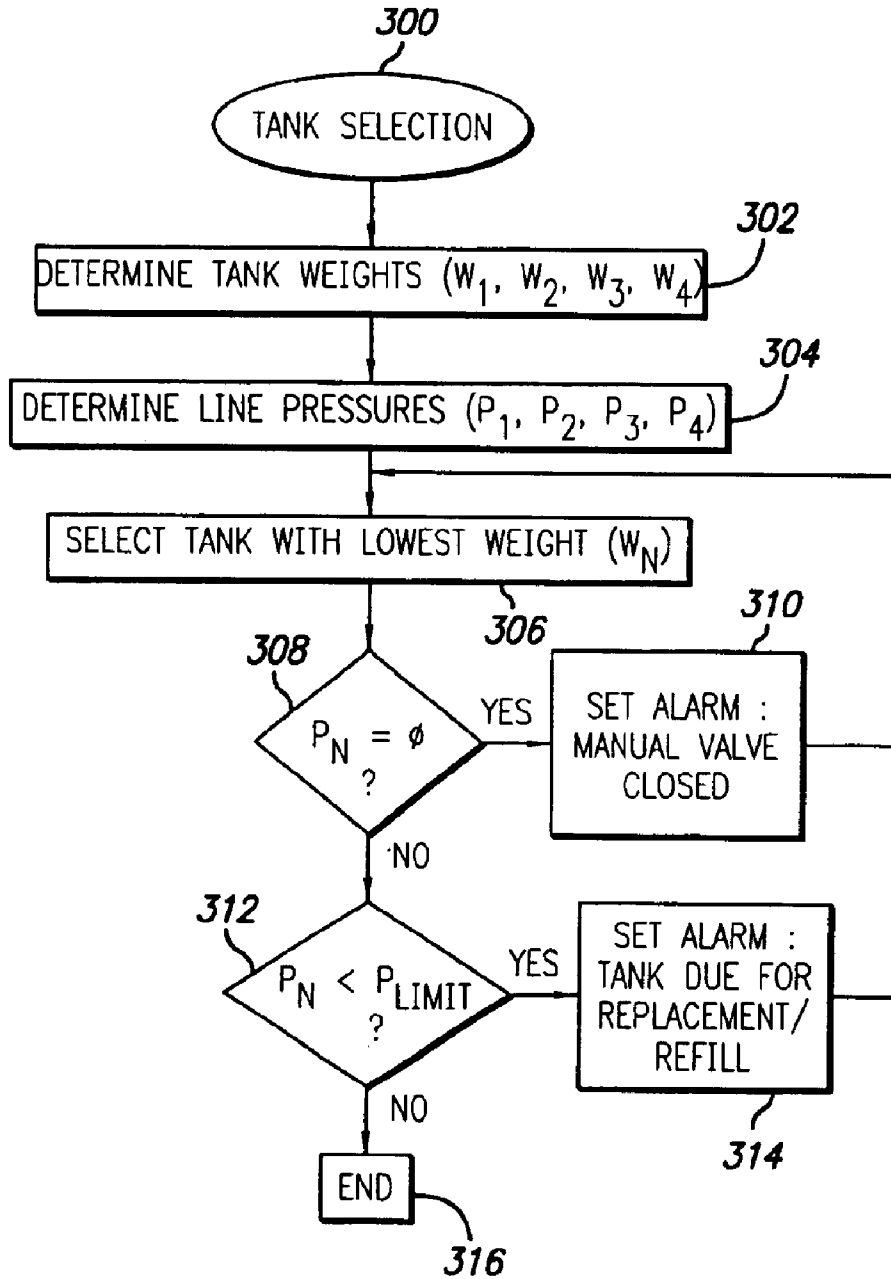 300
TANK SELECTION
302
DETERMINE TANK WEIGHTS (W1, W2, W3, W4)
304
DETERMINE LINE PRESSURES (P1, P2, P3, P4)
SELECT TANK WITH LOWEST WEIGHT (WN)
306
308
PN = ø
?
YES
310
SET ALARM :
MANUAL VALVE
CLOSED
NO
312
PN < PLIMIT
?
YES
SET ALARM :
TANK DUE FOR
REPLACEMENT/
REFILL
314
NO
END
316